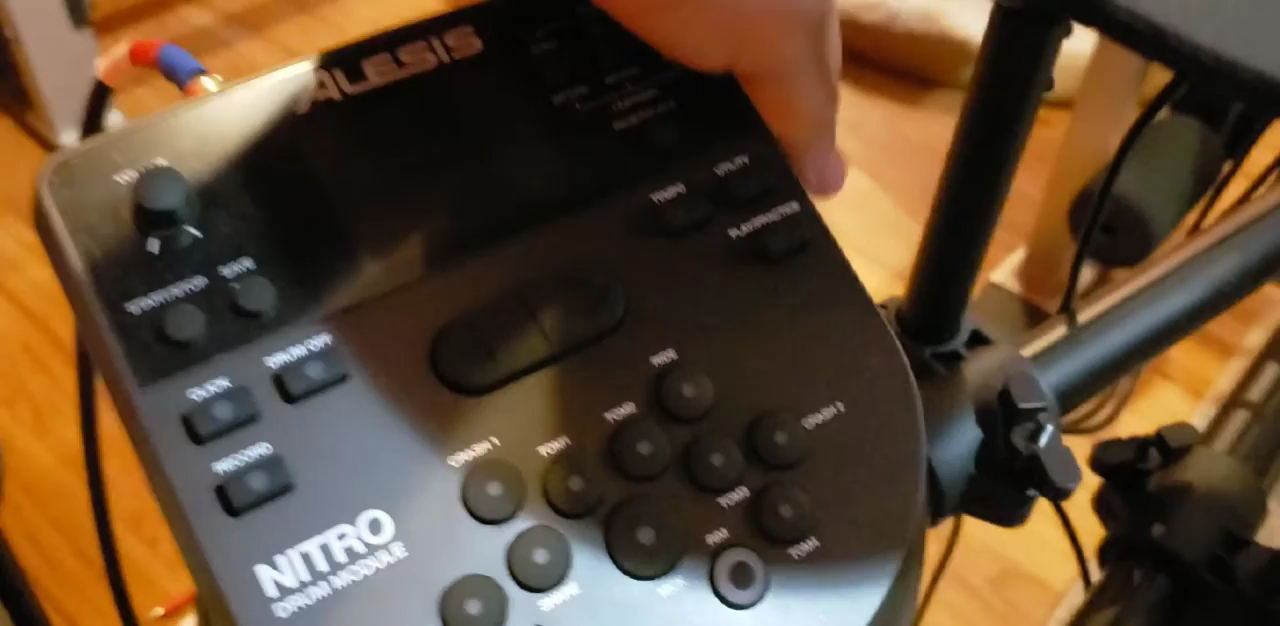 ALESIS
UTILITY
TEMPO
PLAY/PRACTICE
START/STOP
SAVE
DRUM OFF
CLICK
RECORD
RIDE
TOM2
CRASH 2
TOM1
CRASH 1
TOM3
RIM
TOM4
SNARE
KICK
NITRO
DRUM MODULE